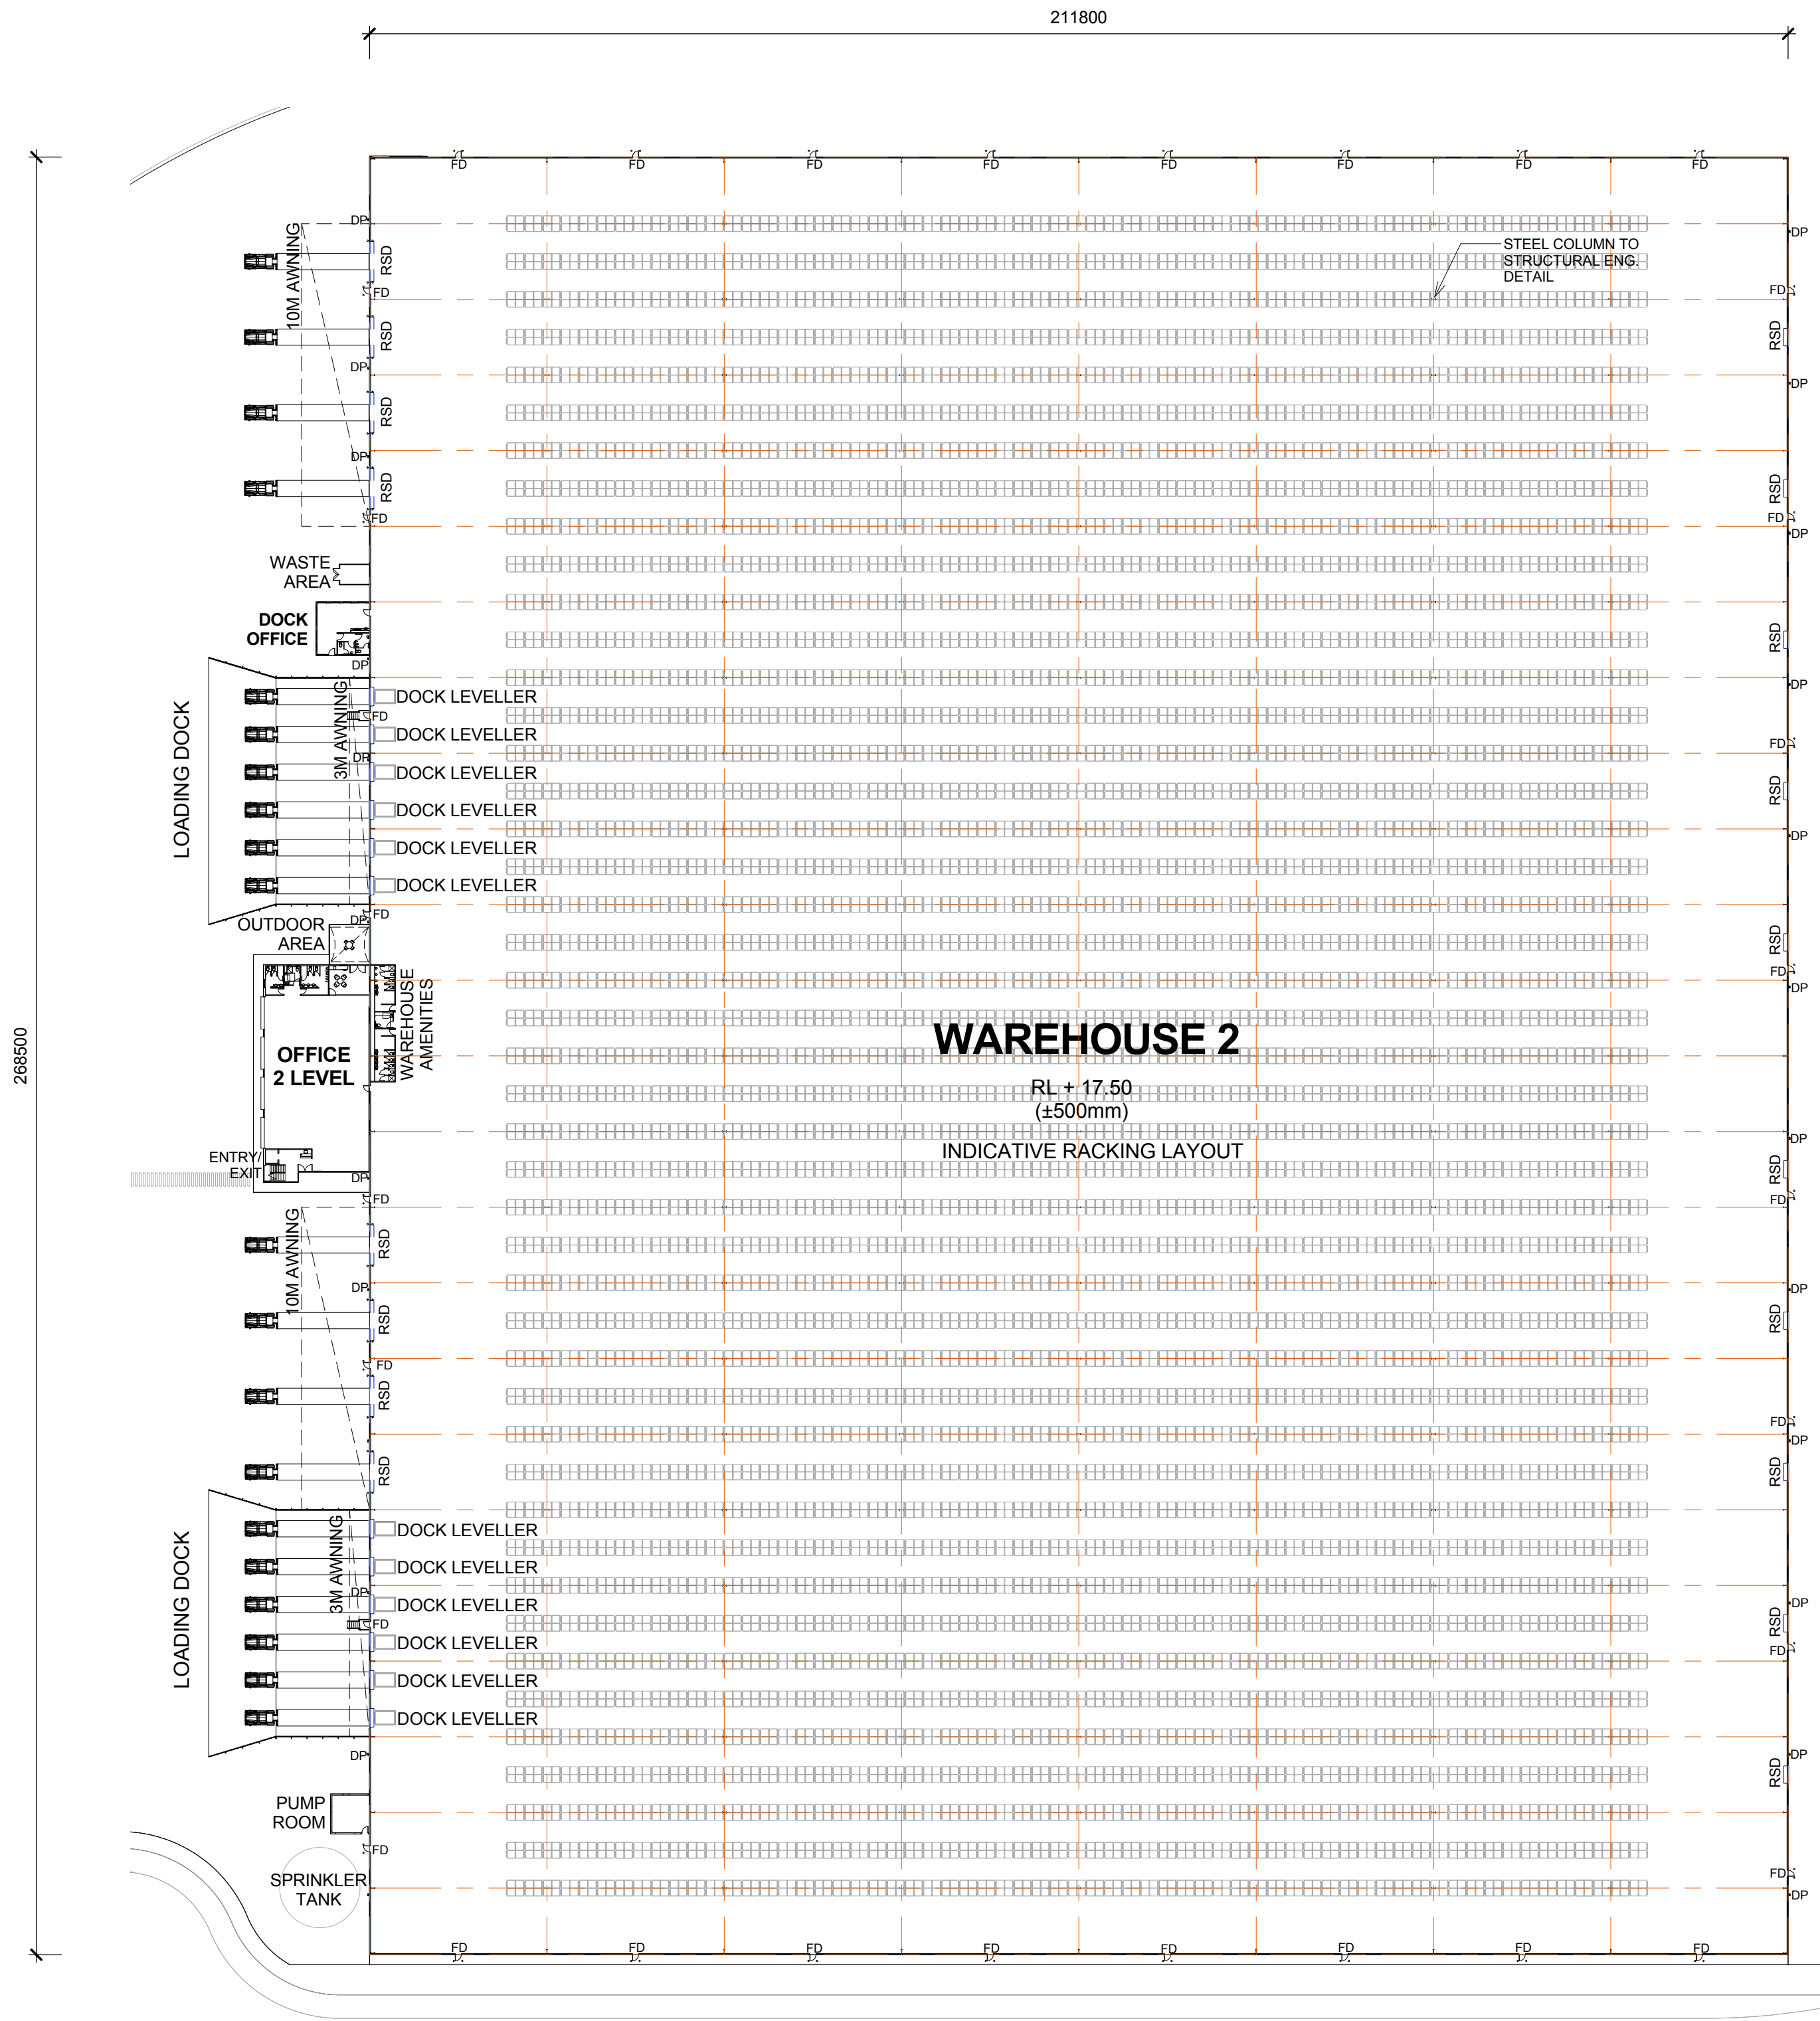 211800
268500
FD FD FD FD FD FD FD FD
DP
10M AWNING
RSD
DP
STEEL COLUMN TO
STRUCTURAL ENG.
DETAIL
FD
FD
RSD
RSD
DP
DP
RSD
DP
RSD
RSD
FD
FD
DP
WASTE
AREA
DOCK
OFFICE
RSD
DP
DP
LOADING DOCK
3M AWNING
DOCK LEVELLER
FD
DOCK LEVELLER
FD
DP
DOCK LEVELLER
RSD
DOCK LEVELLER
DP
DOCK LEVELLER
DOCK LEVELLER
FD
DP
OUTDOOR
AREA
RSD
FD
DP
WAREHOUSE
AMENITIES
OFFICE
2 LEVEL
WAREHOUSE 2
RL + 17.50
(±500mm)
INDICATIVE RACKING LAYOUT
DP
ENTRY/
EXIT
RSD
DP
FD
FD
10M AWNING
RSD
DP
DP
RSD
RSD
FD
RSD
FD
DP
RSD
RSD
LOADING DOCK
3M AWNING
DOCK LEVELLER
DOCK LEVELLER
DP
DOCK LEVELLER
DP
FD
RSD
DOCK LEVELLER
FD
DOCK LEVELLER
DOCK LEVELLER
DP
DP
RSD
PUMP
ROOM
FD
SPRINKLER
TANK
FD
DP
FD FD FD FD FD FD FD FD